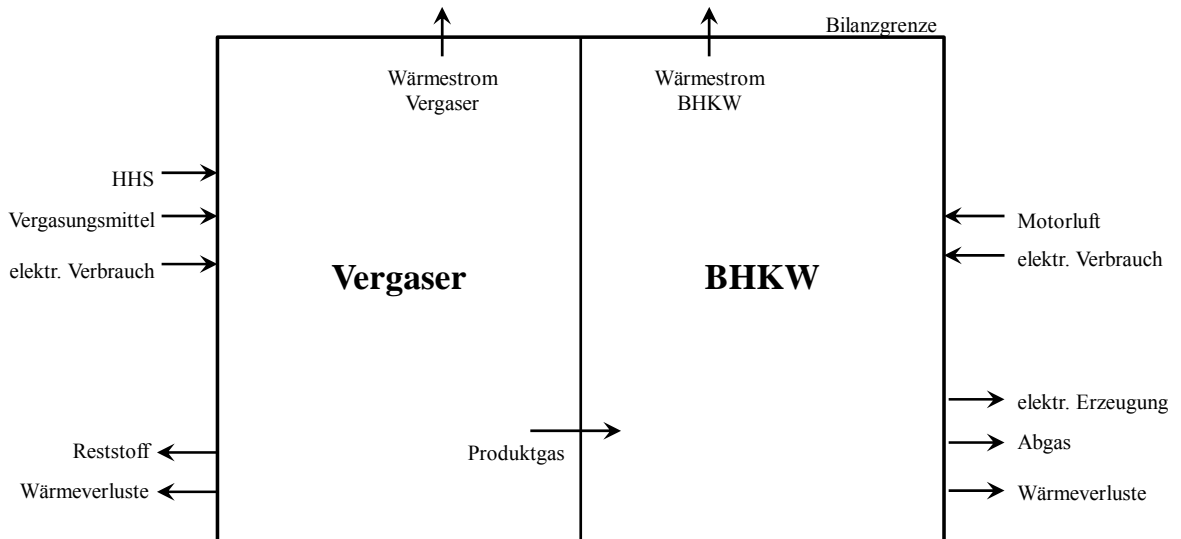 Bilanzgrenze
Wärmestrom
Vergaser
Wärmestrom
BHKW
HHS
Vergasungsmittel
elektr. Verbrauch
Vergaser
BHKW
Motorluft
elektr. Verbrauch
elektr. Erzeugung
Abgas
Wärmeverluste
Produktgas
Reststoff
Wärmeverluste